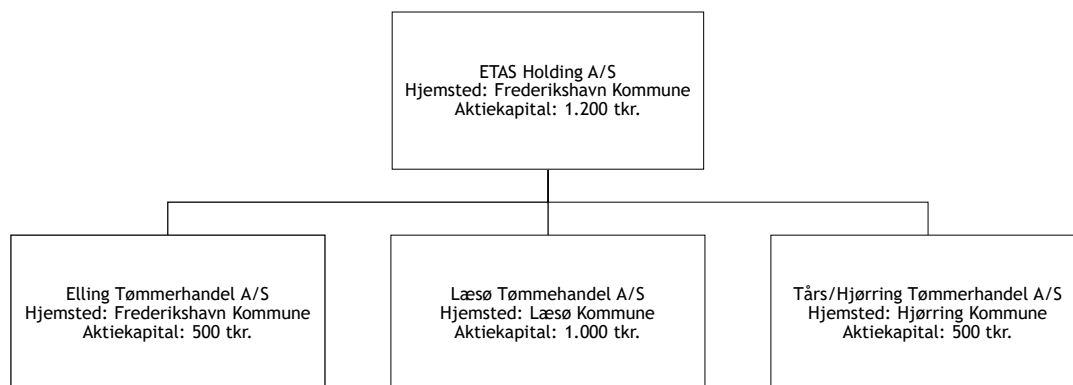 ETAS Holding A/S
Hjemsted: Frederikshavn Kommune
Aktiekapital: 1.200 tkr.
Elling Tømmerhandel A/S
Hjemsted: Frederikshavn Kommune
Aktiekapital: 500 tkr.
Læsø Tømmehandel A/S
Hjemsted: Læsø Kommune
Aktiekapital: 1.000 tkr.
Tårs/Hjørring Tømmerhandel A/S
Hjemsted: Hjørring Kommune
Aktiekapital: 500 tkr.